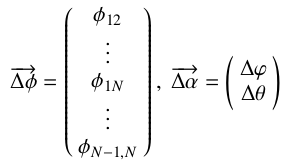 $\overrightarrow{\Delta\phi} = \begin{pmatrix} \phi_{12} \\ \vdots \\ \phi_{1N} \\ \vdots \\ \phi_{N-1,N} \end{pmatrix}, \overrightarrow{\Delta\alpha} = \begin{pmatrix} \Delta\varphi \\ \Delta\theta \end{pmatrix}$